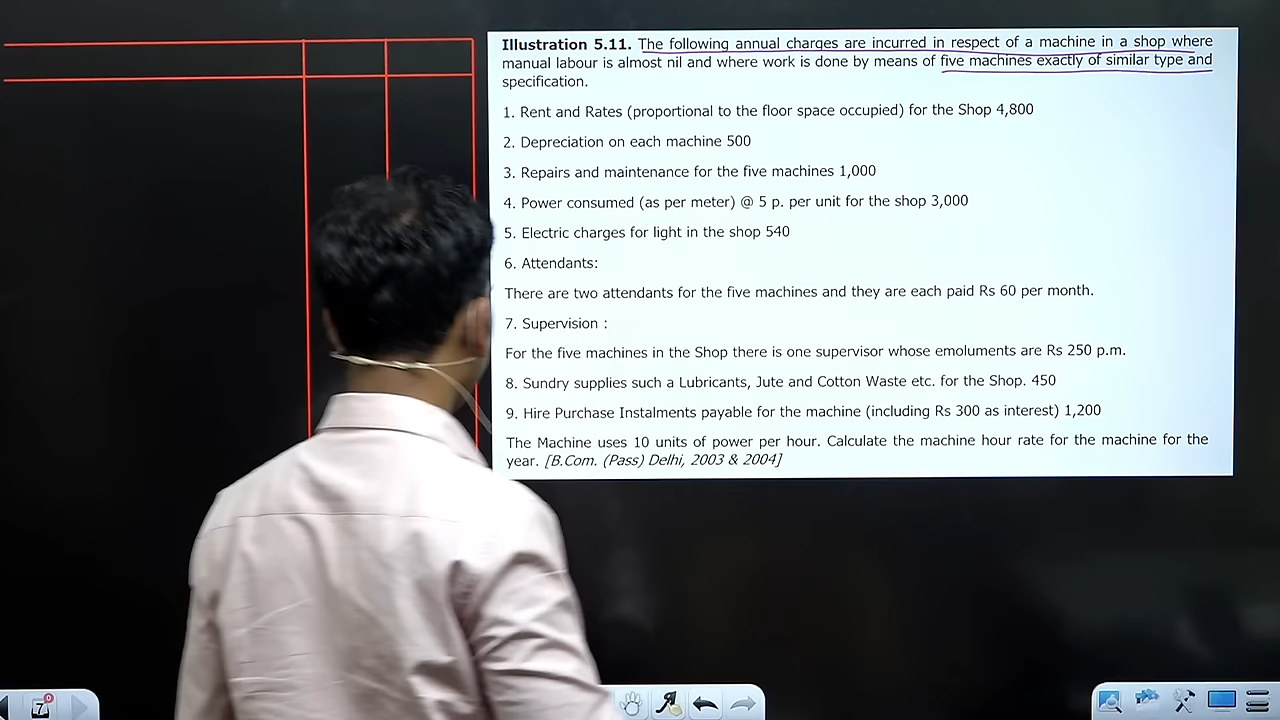 Illustration 5.11. The following annual charges are incurred in respect of a machine in a shop where
manual labour is almost nil and where work is done by means of five machines exactly of similar type and
specification.
1. Rent and Rates (proportional to the floor space occupied) for the Shop 4,800
2. Depreciation on each machine 500
3. Repairs and maintenance for the five machines 1,000
4. Power consumed (as per meter) @ 5 p. per unit for the shop 3,000
5. Electric charges for light in the shop 540
6. Attendants:
There are two attendants for the five machines and they are each paid Rs 60 per month.
7. Supervision :
For the five machines in the Shop there is one supervisor whose emoluments are Rs 250 p.m.
8. Sundry supplies such a Lubricants, Jute and Cotton Waste etc. for the Shop. 450
9. Hire Purchase Instalments payable for the machine (including Rs 300 as interest) 1,200
The Machine uses 10 units of power per hour. Calculate the machine hour rate for the machine for the
year. [B.Com. (Pass) Delhi, 2003 & 2004]
7
0